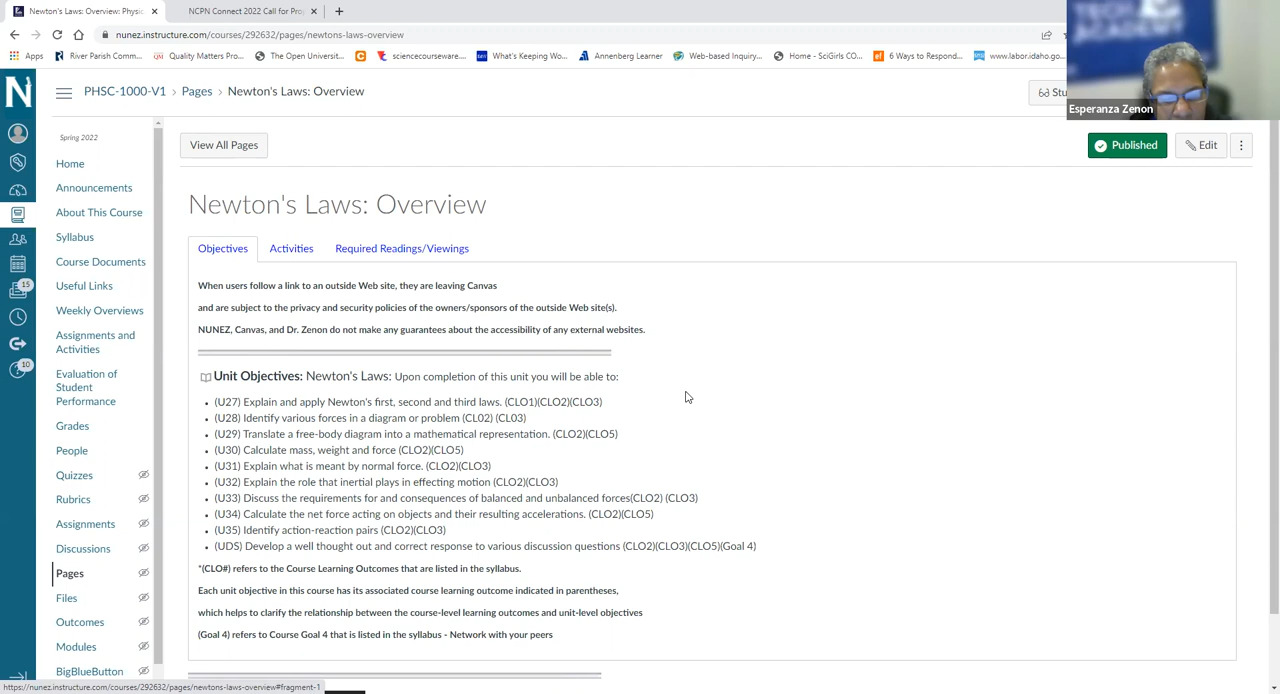 Newton's Laws: Overview: Physic
NCPN Connect 2022 Call for Prop
nunez.instructure.com/courses/292632/pages/newtons-laws-overview
Apps
River Parish Comm...
QM
Quality Matters Pro...
The Open Universit...
sciencecourseware...
What's Keeping Wo...
Annenberg Learner
Web-based Inquiry...
Home - SciGirls CO...
ef
6 Ways to Respond...
www.labor.idaho.go...
TECH
ACADEMY
Esperanza Zenon
N
PHSC-1000-V1 › Pages › Newton's Laws: Overview
Stu
Spring 2022
Home
Announcements
About This Course
Syllabus
Course Documents
Useful Links
Weekly Overviews
Assignments and
Activities
Evaluation of
Student
Performance
Grades
People
Quizzes
Rubrics
Assignments
Discussions
Pages
Files
Outcomes
Modules
BigBlueButton
15
10
View All Pages
Published
Edit
Newton's Laws: Overview
Objectives
Activities
Required Readings/Viewings
When users follow a link to an outside Web site, they are leaving Canvas
and are subject to the privacy and security policies of the owners/sponsors of the outside Web site(s).
NUNEZ, Canvas, and Dr. Zenon do not make any guarantees about the accessibility of any external websites.
Unit Objectives: Newton's Laws: Upon completion of this unit you will be able to:
• (U27) Explain and apply Newton's first, second and third laws. (CLO1)(CLO2)(CLO3)
• (U28) Identify various forces in a diagram or problem (CL02) (CL03)
• (U29) Translate a free-body diagram into a mathematical representation. (CLO2)(CLO5)
• (U30) Calculate mass, weight and force (CLO2)(CLO5)
• (U31) Explain what is meant by normal force. (CLO2)(CLO3)
• (U32) Explain the role that inertial plays in effecting motion (CLO2)(CLO3)
• (U33) Discuss the requirements for and consequences of balanced and unbalanced forces(CLO2) (CLO3)
• (U34) Calculate the net force acting on objects and their resulting accelerations. (CLO2)(CLO5)
• (U35) Identify action-reaction pairs (CLO2)(CLO3)
• (UDS) Develop a well thought out and correct response to various discussion questions (CLO2)(CLO3)(CLO5)(Goal 4)
*(CLO#) refers to the Course Learning Outcomes that are listed in the syllabus.
Each unit objective in this course has its associated course learning outcome indicated in parentheses,
which helps to clarify the relationship between the course-level learning outcomes and unit-level objectives
(Goal 4) refers to Course Goal 4 that is listed in the syllabus - Network with your peers
https://nunez.instructure.com/courses/292632/pages/newtons-laws-overview#fragment-1